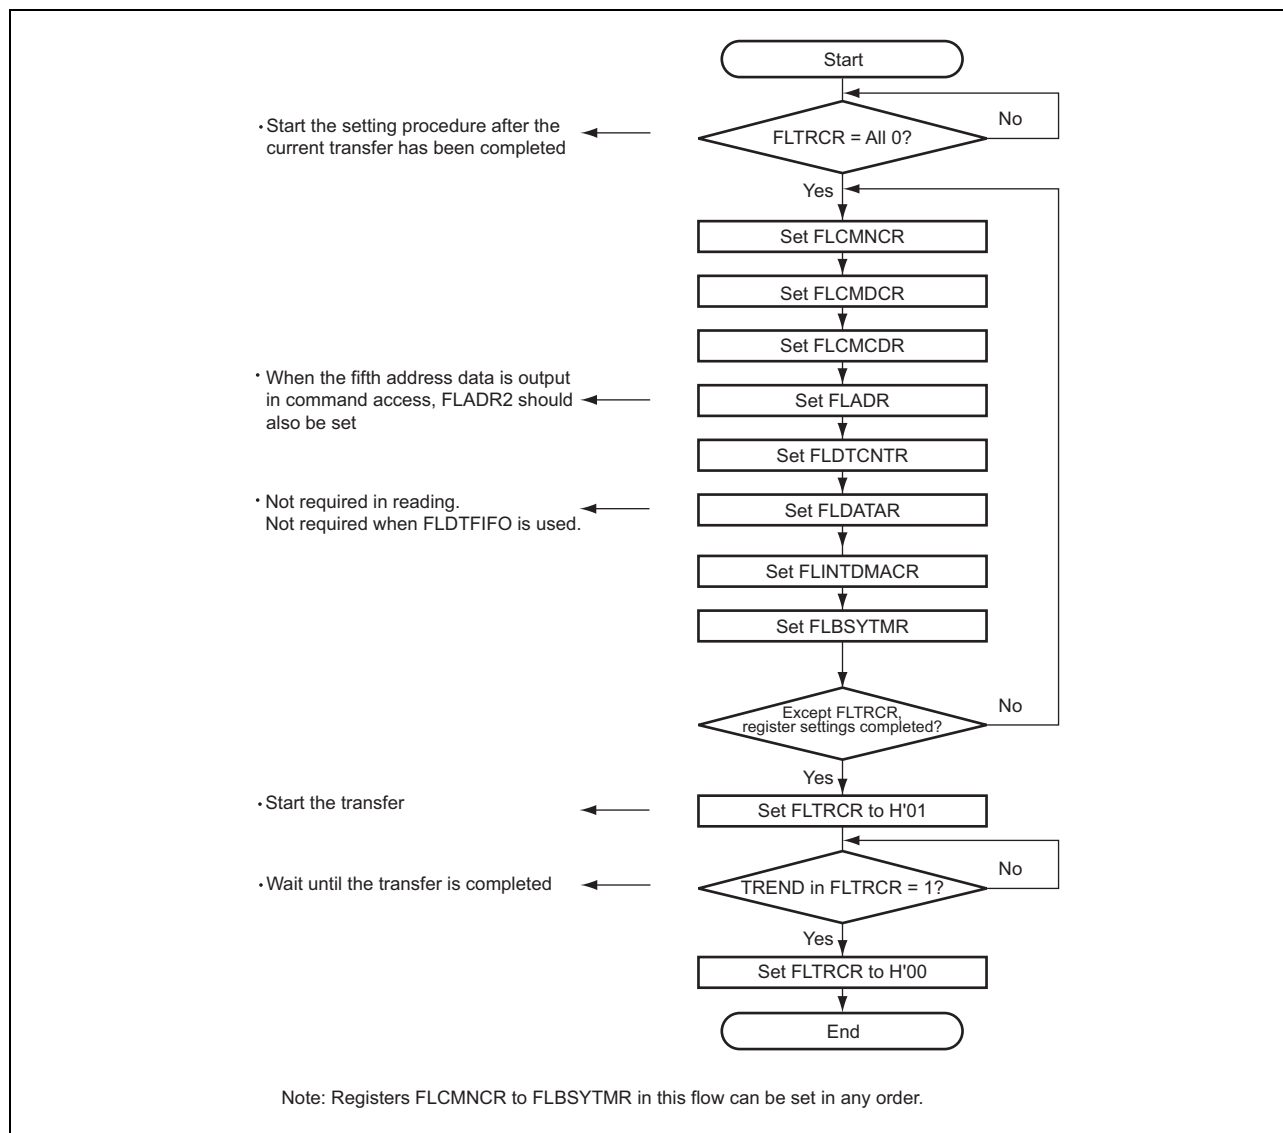 Start
FLTRCR = All 0?
No
・Start the setting procedure after the
current transfer has been completed
Yes
Set FLCMNCR
Set FLCMDCR
Set FLCMCDR
・When the fifth address data is output
in command access, FLADR2 should
also be set
Set FLADR
Set FLDTCNTR
・Not required in reading.
Not required when FLDTFIFO is used.
Set FLDATAR
Set FLINTDMACR
Set FLBSYTMR
Except FLTRCR,
register settings completed?
No
Yes
・Start the transfer
Set FLTRCR to H'01
・Wait until the transfer is completed
TREND in FLTRCR = 1?
No
Yes
Set FLTRCR to H'00
End
Note: Registers FLCMNCR to FLBSYTMR in this flow can be set in any order.